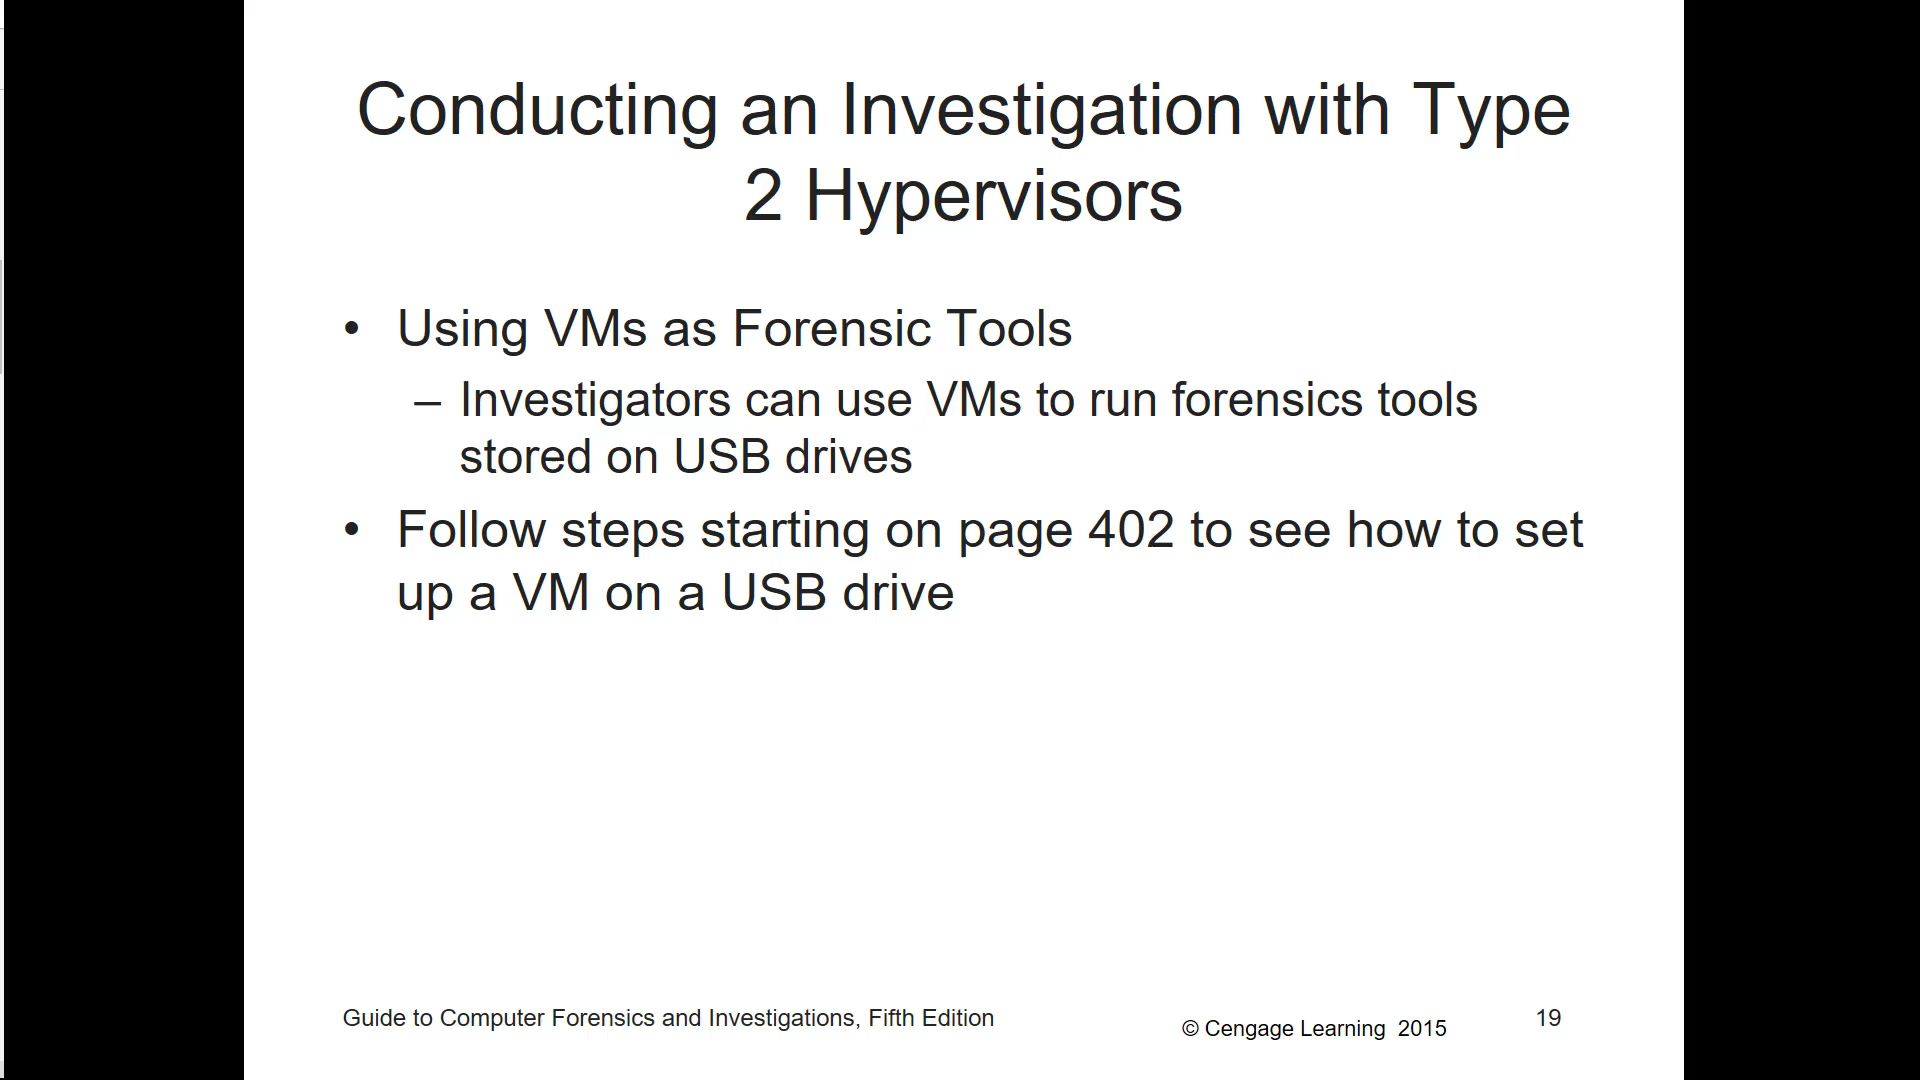 Conducting an Investigation with Type
2 Hypervisors
• Using VMs as Forensic Tools
– Investigators can use VMs to run forensics tools
stored on USB drives
• Follow steps starting on page 402 to see how to set
up a VM on a USB drive
Guide to Computer Forensics and Investigations, Fifth Edition
© Cengage Learning 2015
19